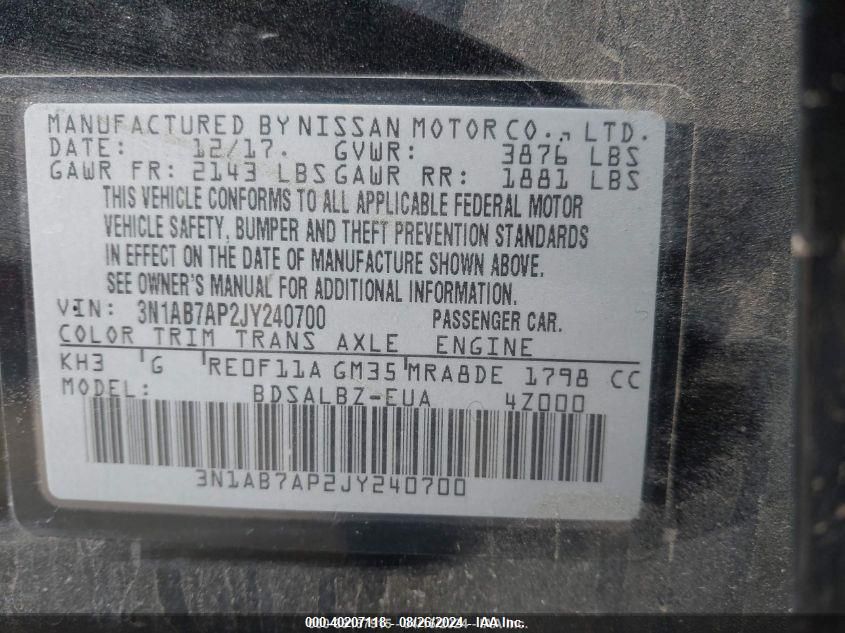 MANUFACTURED BY NISSAN MOTOR CO., LTD.
DATE: 12/17. GVWR: 3876 LBS
GAWR FR: 2143 LBS GAWR RR: 1881 LBS
THIS VEHICLE CONFORMS TO ALL APPLICABLE FEDERAL MOTOR
VEHICLE SAFETY, BUMPER AND THEFT PREVENTION STANDARDS
IN EFFECT ON THE DATE OF MANUFACTURE SHOWN ABOVE.
SEE OWNER'S MANUAL FOR ADDITIONAL INFORMATION.
VIN: 3N1AB7AP2JY240700 PASSENGER CAR.
COLOR TRIM TRANS AXLE ENGINE
KH3 G RE0F11A GM35 MRA8DE 1798 CC
MODEL: BDSALBZ-EUA 4Z000
3N1AB7AP2JY240700
000-40207118 - 08/26/2024 - IAA Inc.